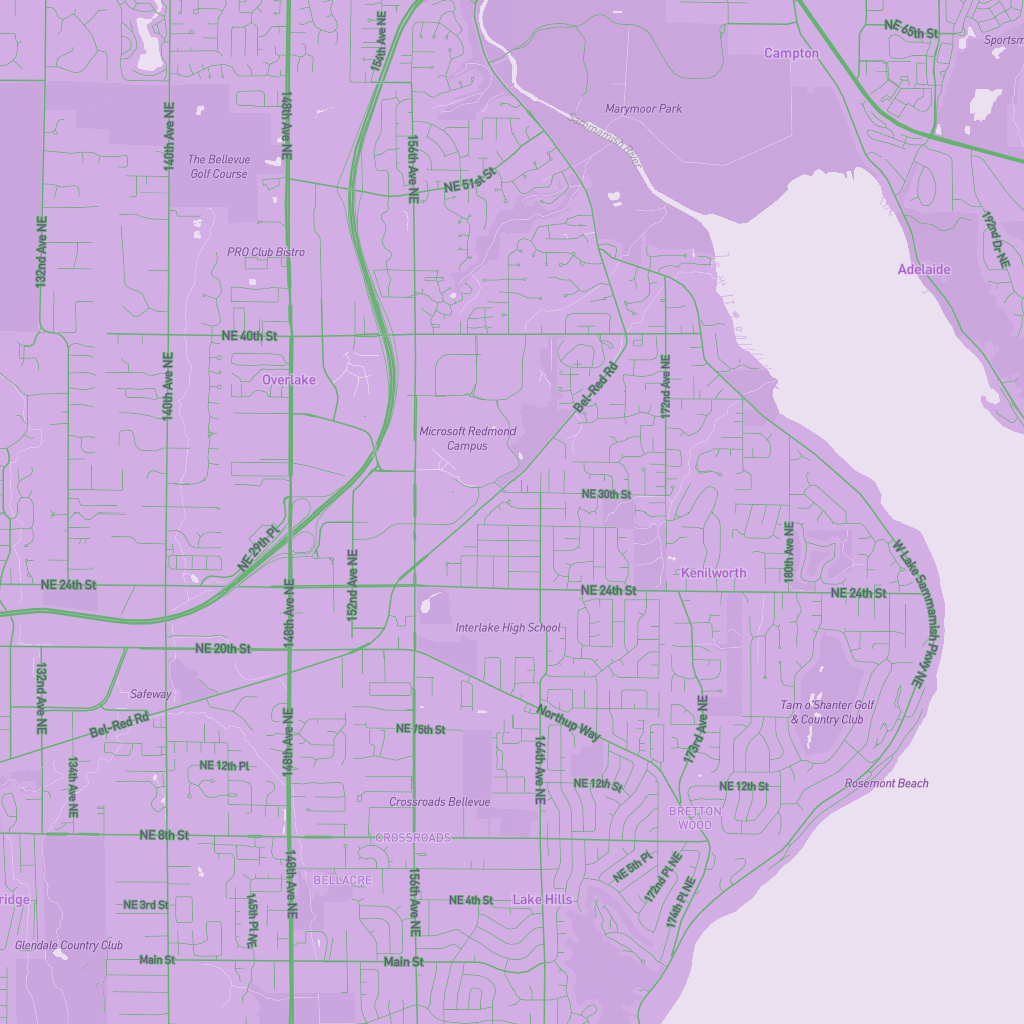 154th Ave NE
NE 65th St
Campton
Marymoor Park
Sammamish River
140th Ave NE
148th Ave NE
156th Ave NE
The Bellevue
Golf Course
NE 51st St
132nd Ave NE
192nd Dr NE
PRO Club Bistro
Adelaide
NE 40th St
Overlake
140th Ave NE
Bel-Red Rd
172nd Ave NE
Microsoft Redmond
Campus
NE 30th St
NE 29th Pl
180th Ave NE
W Lake Sammamish Pkwy NE
NE 24th St
152nd Ave NE
148th Ave NE
NE 24th St
Kenilworth
NE 24th St
Interlake High School
NE 20th St
132nd Ave NE
Safeway
Bel-Red Rd
148th Ave NE
NE 15th St
Northup Way
173rd Ave NE
Tam o'Shanter Golf
& Country Club
134th Ave NE
NE 12th Pl
164th Ave NE
NE 12th St
NE 12th St
Rosemont Beach
Crossroads Bellevue
BRETTON
WOOD
NE 8th St
CROSSROADS
NE 5th Pl
172nd Pl NE
174th Pl NE
BELLACRE
148th Ave NE
156th Ave NE
NE 3rd St
145th Pl NE
NE 4th St
Lake Hills
Glendale Country Club
Main St
Main St